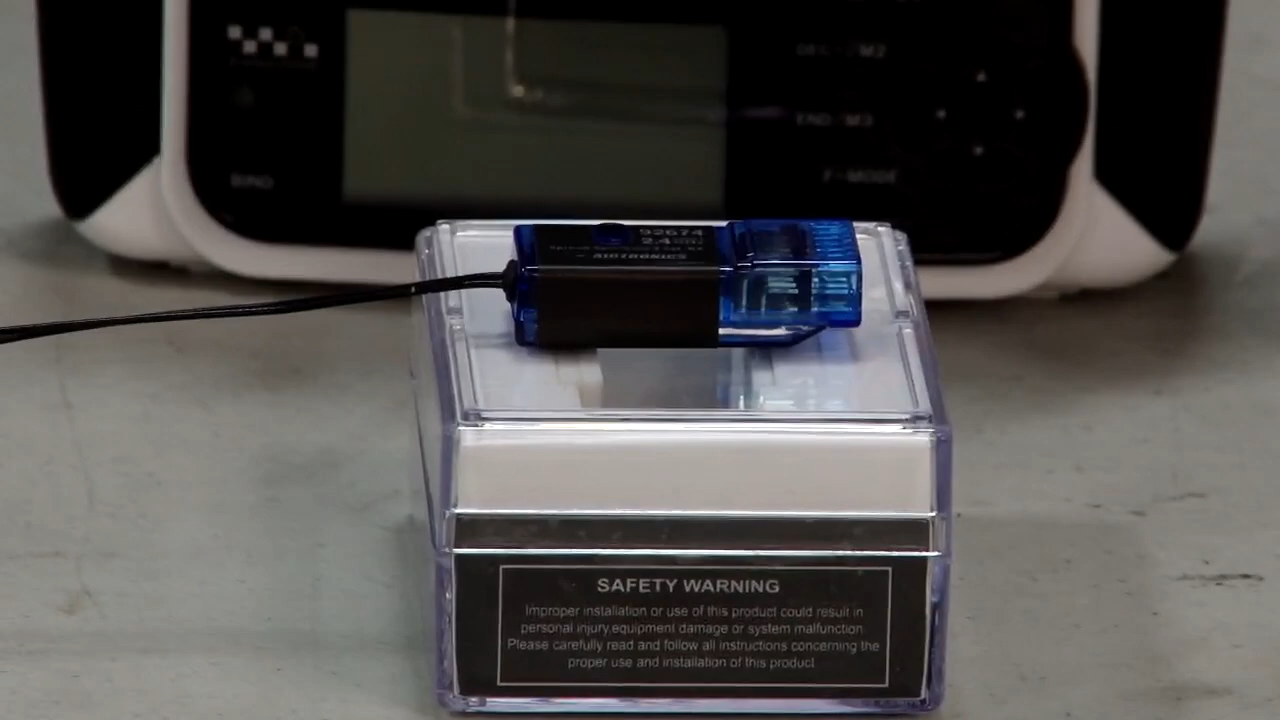 END/M3
BIND
F-MODE
92674
2.4
AIRTRONICS
SAFETY WARNING
Improper installation or use of this product could result in
personal injury,equipment damage or system malfunction.
Please carefully read and follow all instructions concerning the
proper use and installation of this product